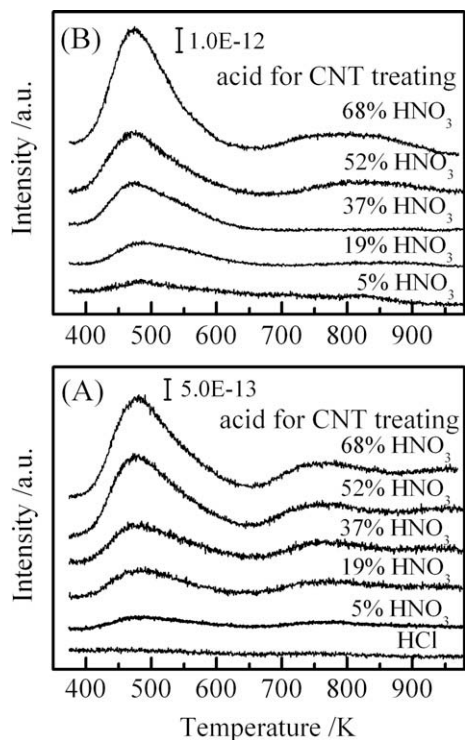 (B)
1.0E-12
acid for CNT treating
68% HNO₃
52% HNO₃
37% HNO₃
19% HNO₃
5% HNO₃
Intensity /a.u.
400 500 600 700 800 900
(A)
5.0E-13
acid for CNT treating
68% HNO₃
52% HNO₃
37% HNO₃
19% HNO₃
5% HNO₃
HCl
Intensity /a.u.
400 500 600 700 800 900
Temperature /K